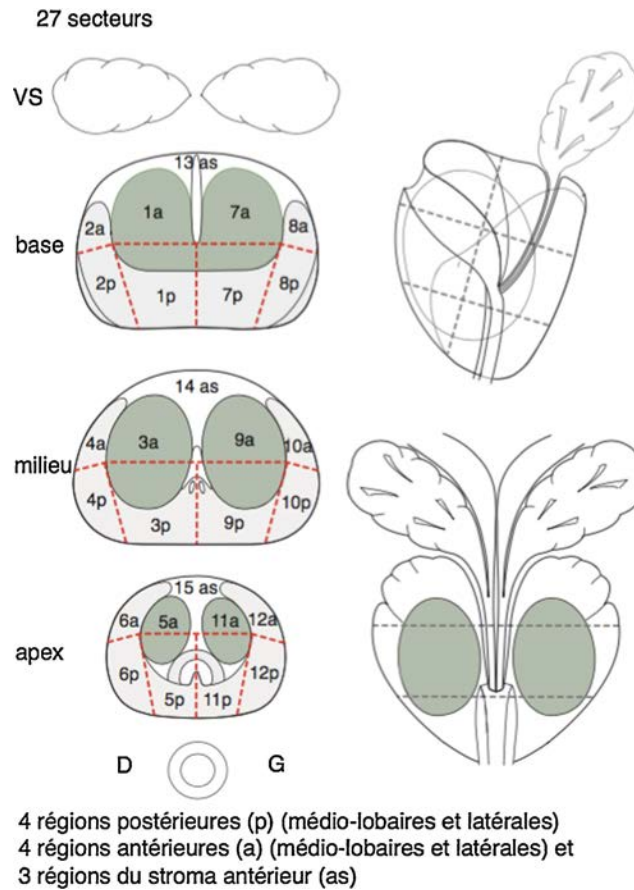 27 secteurs
VS
13 as
1a 7a
2a 8a
base
2p 8p
1p 7p
14 as
4a 3a 9a 10a
milieu
4p 10p
3p 9p
15 as
6a 5a 11a 12a
apex
6p 12p
5p 11p
D G
4 régions postérieures (p) (médio-lobaires et latérales)
4 régions antérieures (a) (médio-lobaires et latérales) et
3 régions du stroma antérieur (as)